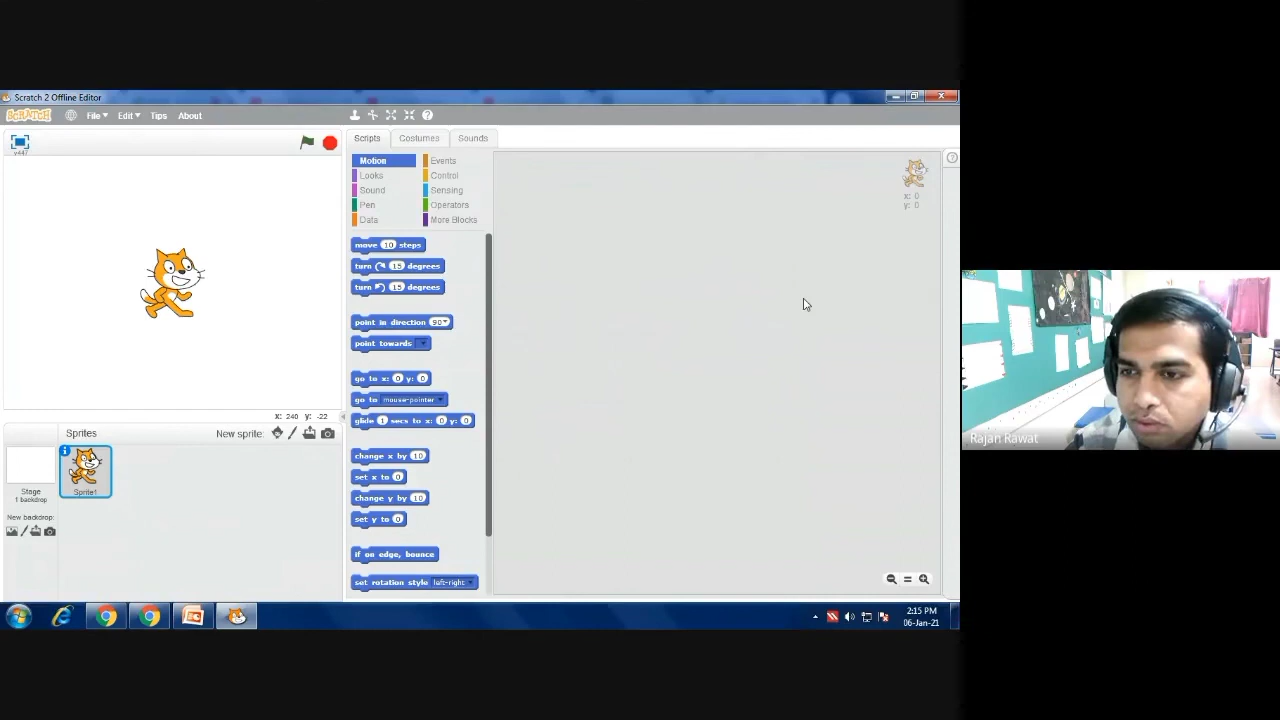 Scratch 2 Offline Editor
SCRATCH File Edit Tips About
v447
Scripts Costumes Sounds
Motion Events
Looks Control
Sound Sensing
Pen Operators
Data More Blocks
x: 0
y: 0
move 10 steps
turn 15 degrees
turn 15 degrees
point in direction 90
point towards
go to x: 0 y: 0
go to mouse-pointer
glide 1 secs to x: 0 y: 0
change x by 10
set x to 0
change y by 10
set y to 0
if on edge, bounce
set rotation style left-right
x: 240 y: -22
Sprites New sprite:
Stage
1 backdrop
Sprite1
New backdrop:
2:15 PM
06-Jan-21
Rajan Rawat